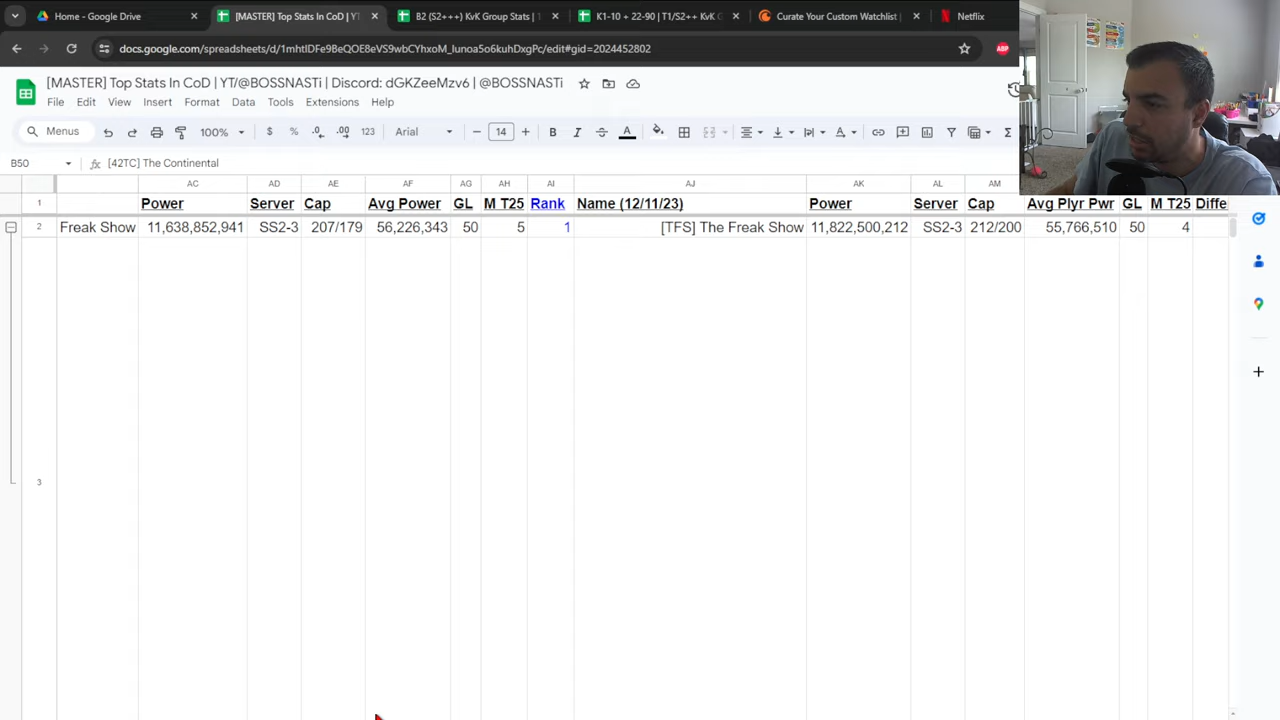 Home - Google Drive
[MASTER] Top Stats In CoD | YT
B2 (S2+++) KvK Group Stats | 1
K1-10 + 22-90 | T1/S2++ KvK G
Curate Your Custom Watchlist
Netflix
docs.google.com/spreadsheets/d/1mhtIDFe9BeQOE8eVS9wbCYhxoM_lunoa5o6kuhDxgPc/edit#gid=2024452802
ABP
[MASTER] Top Stats In CoD | YT/@BOSSNASTi | Discord: dGKZeeMzv6 | @BOSSNASTi
File Edit View Insert Format Data Tools Extensions Help
Menus 100% $ % .0 .00 123 Arial 14 B I S A Σ
B50 fx [42TC] The Continental
AC AD AE AF AG AH AI AJ AK AL AM
1 Power Server Cap Avg Power GL M T25 Rank Name (12/11/23) Power Server Cap Avg Plyr Pwr GL M T25 Diffe
2 Freak Show 11,638,852,941 SS2-3 207/179 56,226,343 50 5 1 [TFS] The Freak Show 11,822,500,212 SS2-3 212/200 55,766,510 50 4
3